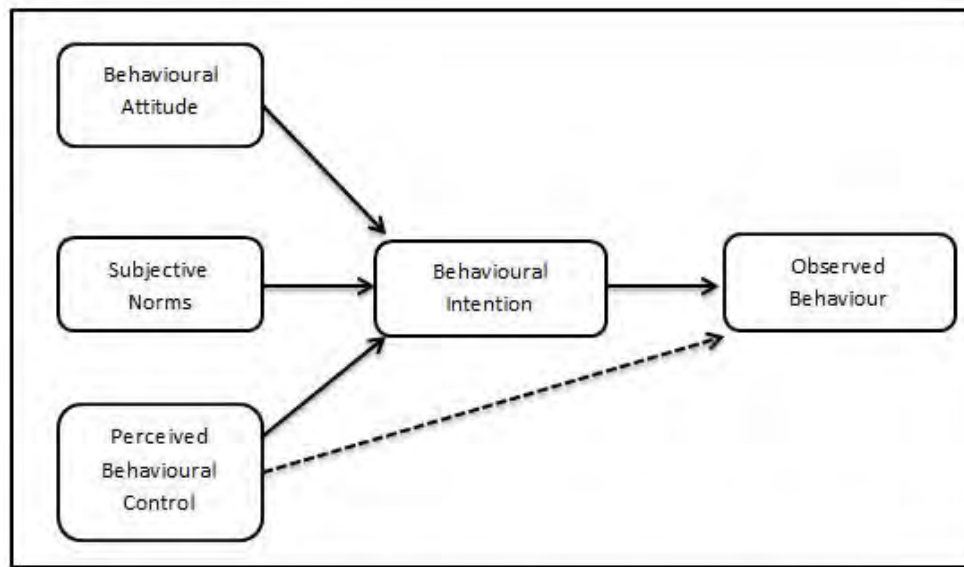 Behavioural
Attitude
Subjective
Norms
Perceived
Behavioural
Control
Behavioural
Intention
Observed
Behaviour